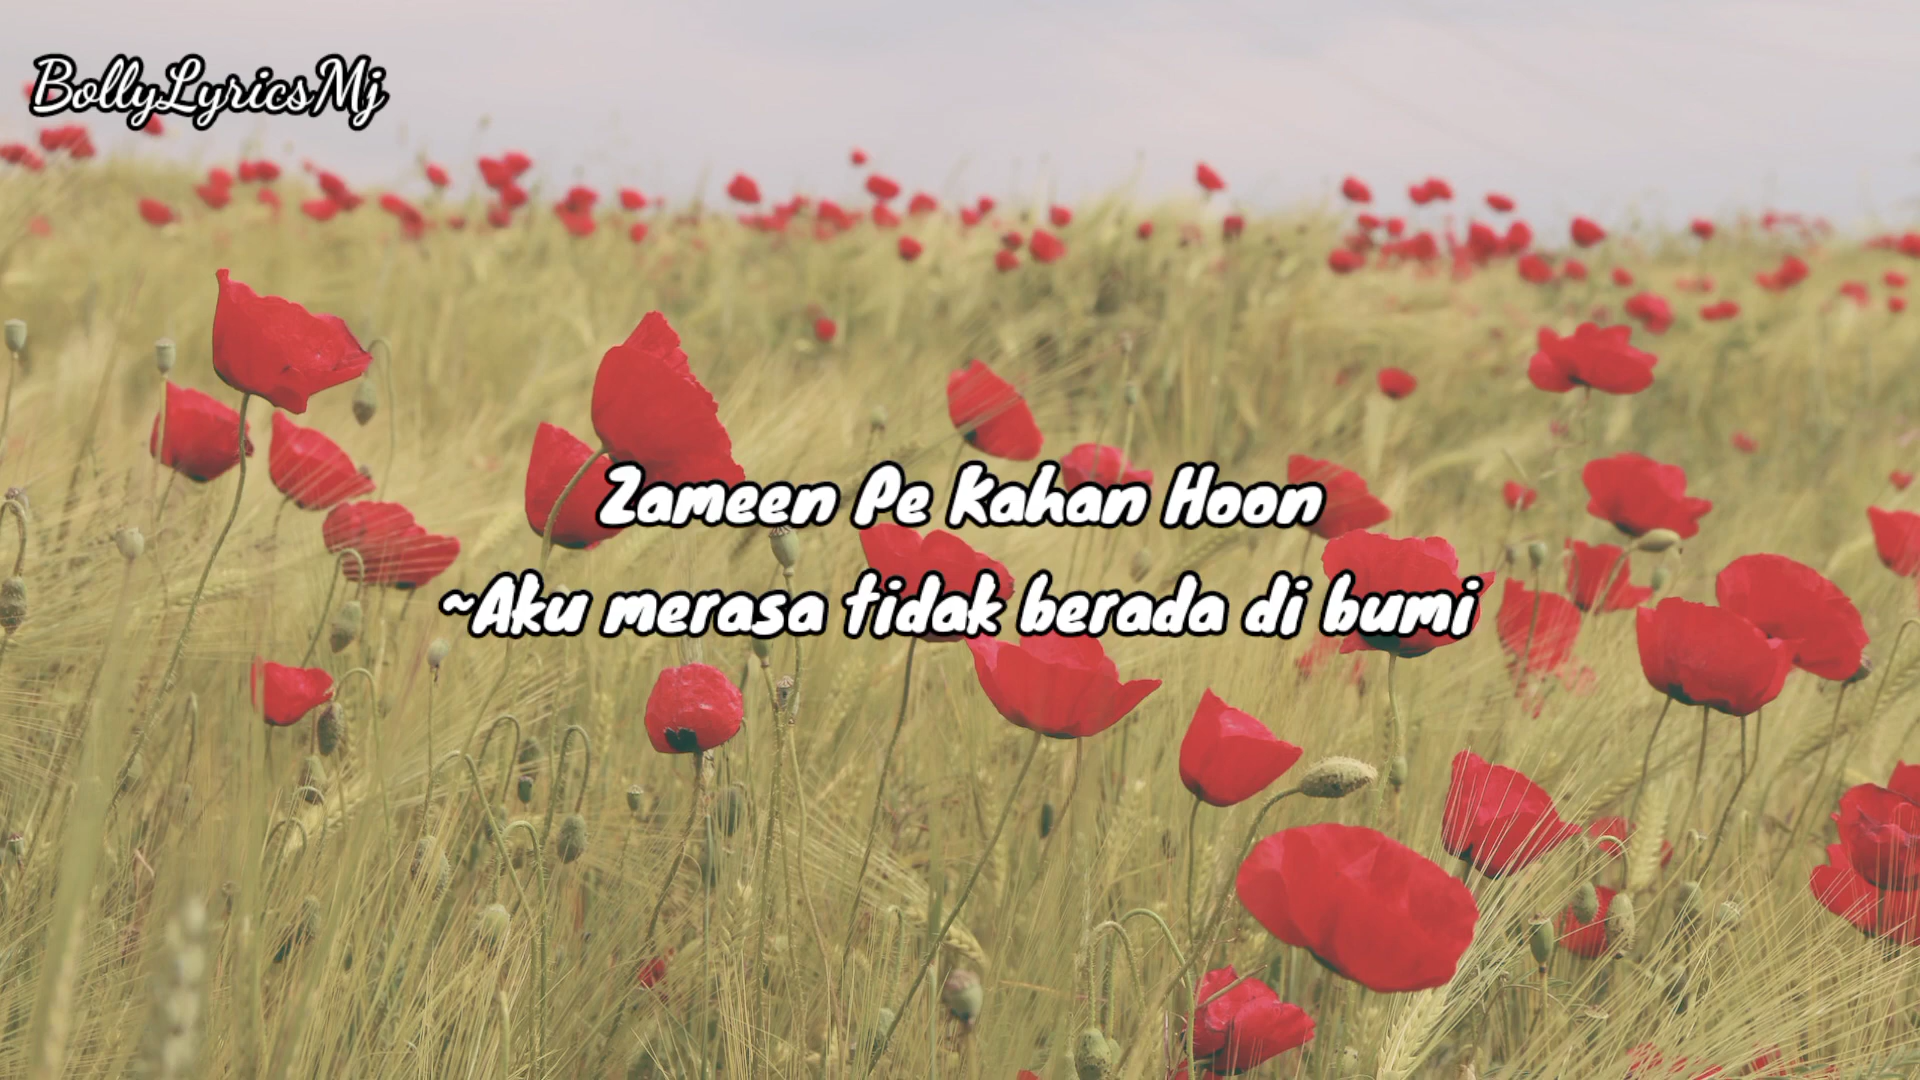 BollyLyricsMj
Zameen Pe Kahan Hoon
~Aku merasa tidak berada di bumi